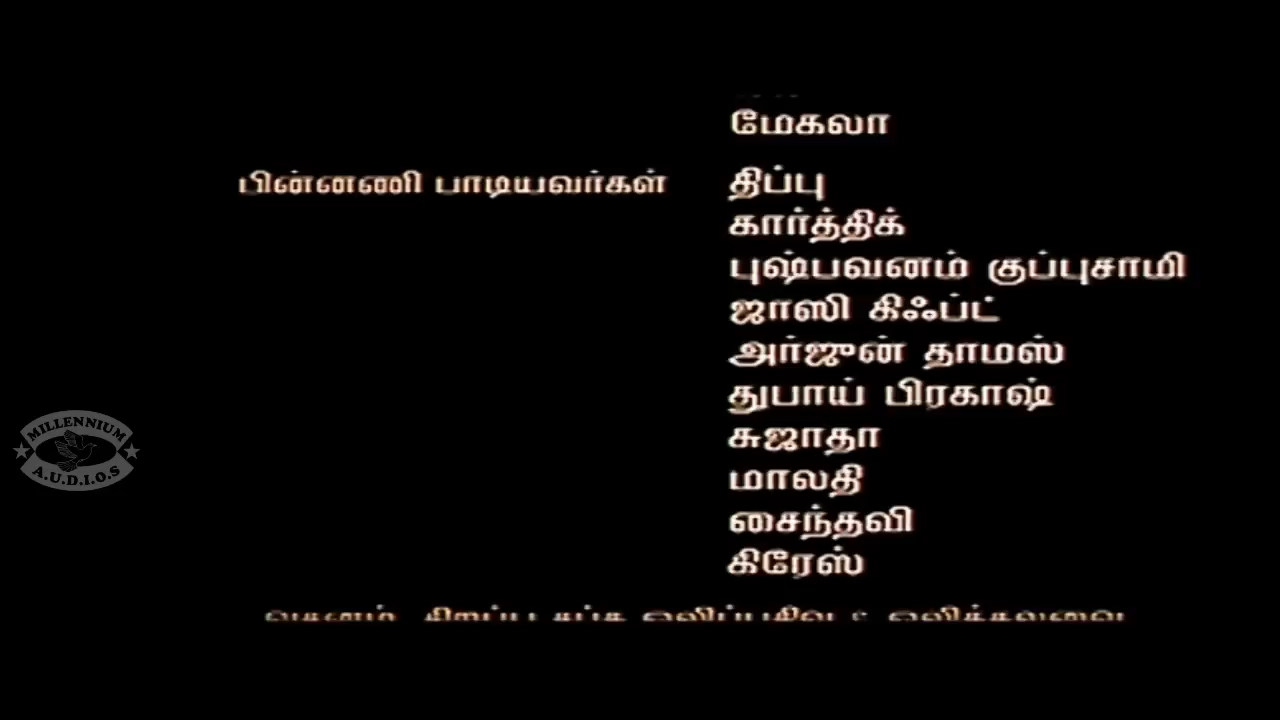 மேகலா
பின்னணி பாடியவர்கள் திப்பு
கார்த்திக்
புஷ்பவனம் குப்புசாமி
ஜாஸி கிஃப்ட்
அர்ஜுன் தாமஸ்
துபாய் பிரகாஷ்
சுஜாதா
மாலதி
சைந்தவி
கிரேஸ்
MILLENNIUM
A.U.D.I.O.S